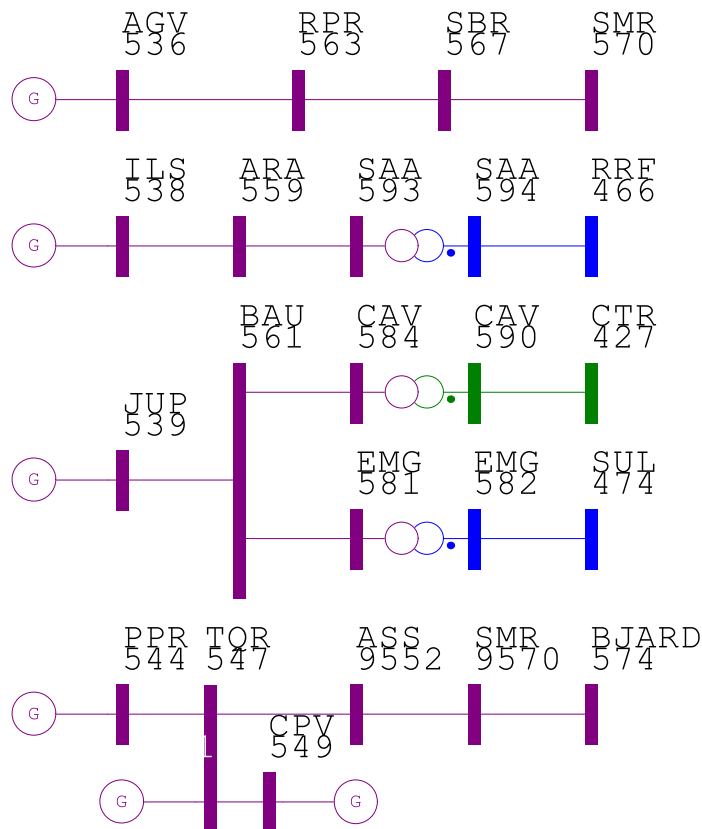 AGV RPR SBR SMR
536 563 567 570
G
ILS ARA SAA SAA RRF
538 559 593 594 466
G
BAU CAV CAV CTR
561 584 590 427
JUP
539
G
EMG EMG SUL
581 582 474
PPR TQR ASS SMR BJARD
544 547 9552 9570 574
G
CPV
1 549
G G